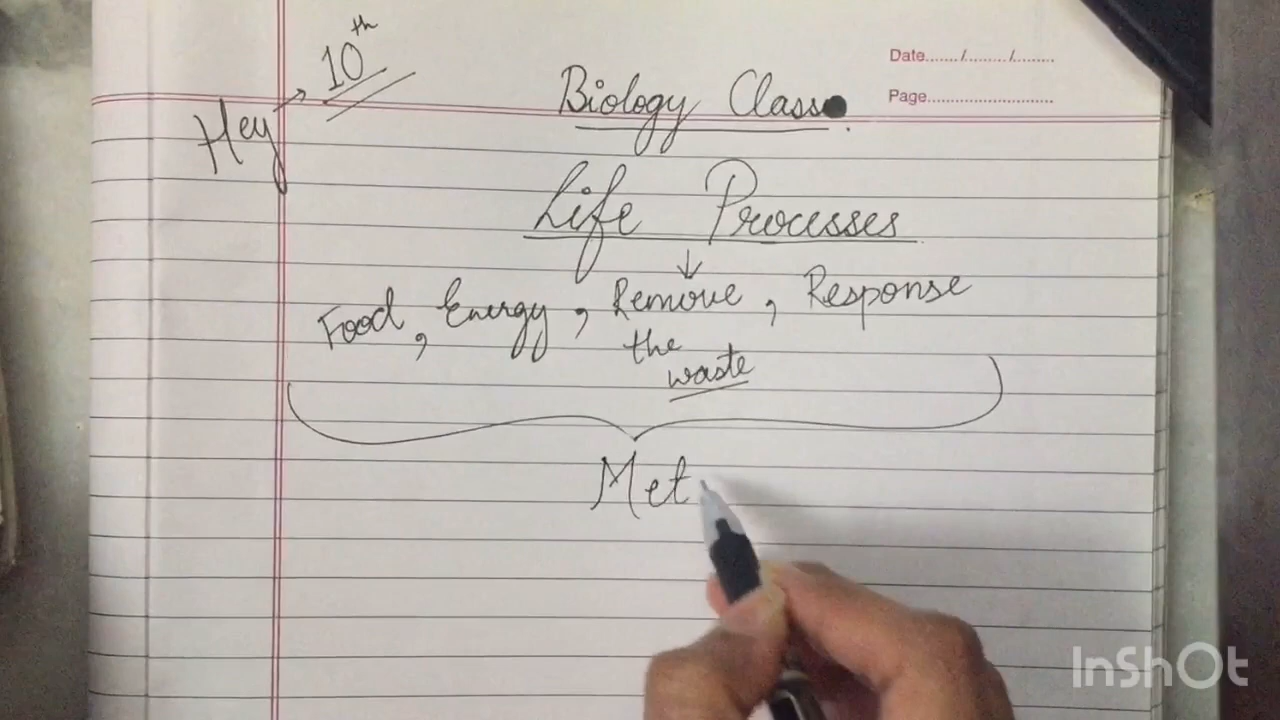 10th
Hey →
Date......./........./.........
Page..............................
Biology Class
Life Processes
↓
Food, Energy, Remove, Response
the
waste
Met
InShOt